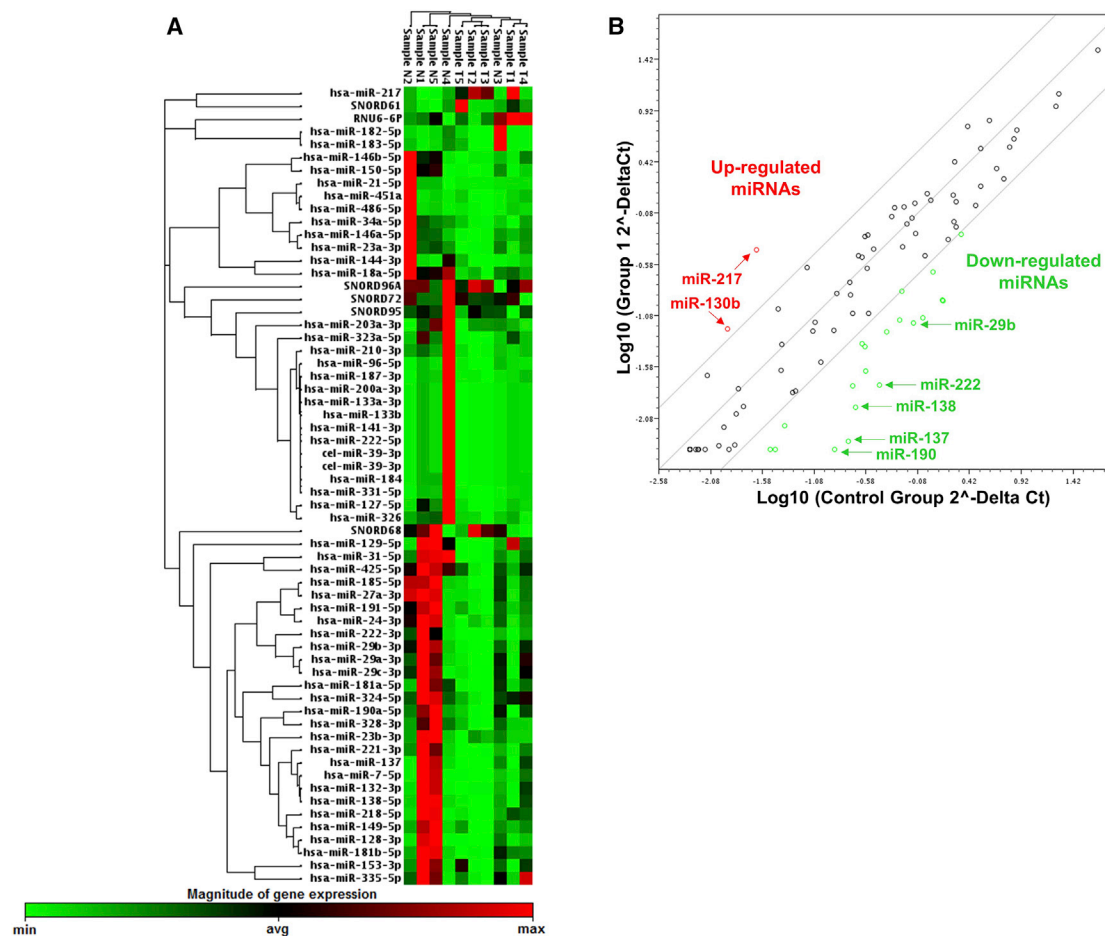 A
Sample N2
Sample N1
Sample N5
Sample N4
Sample T5
Sample T2
Sample T3
Sample N3
Sample T1
Sample T4
hsa-miR-217
SNORD61
RNU6-6P
hsa-miR-182-5p
hsa-miR-183-5p
hsa-miR-146b-5p
hsa-miR-150-5p
hsa-miR-21-5p
hsa-miR-451a
hsa-miR-486-5p
hsa-miR-34a-5p
hsa-miR-146a-5p
hsa-miR-23a-3p
hsa-miR-144-3p
hsa-miR-18a-5p
SNORD96A
SNORD72
SNORD95
hsa-miR-203a-3p
hsa-miR-323a-5p
hsa-miR-210-3p
hsa-miR-96-5p
hsa-miR-187-3p
hsa-miR-200a-3p
hsa-miR-133a-3p
hsa-miR-133b
hsa-miR-141-3p
hsa-miR-222-5p
cel-miR-39-3p
cel-miR-39-3p
hsa-miR-184
hsa-miR-331-5p
hsa-miR-127-5p
hsa-miR-326
SNORD68
hsa-miR-129-5p
hsa-miR-31-5p
hsa-miR-425-5p
hsa-miR-185-5p
hsa-miR-27a-3p
hsa-miR-191-5p
hsa-miR-24-3p
hsa-miR-222-3p
hsa-miR-29b-3p
hsa-miR-29a-3p
hsa-miR-29c-3p
hsa-miR-181a-5p
hsa-miR-324-5p
hsa-miR-190a-5p
hsa-miR-328-3p
hsa-miR-23b-3p
hsa-miR-221-3p
hsa-miR-137
hsa-miR-7-5p
hsa-miR-132-3p
hsa-miR-138-5p
hsa-miR-218-5p
hsa-miR-149-5p
hsa-miR-128-3p
hsa-miR-181b-5p
hsa-miR-153-3p
hsa-miR-335-5p
Magnitude of gene expression
min avg max
B
Log10 (Group 1 2^-DeltaCt)
1.42
0.92
0.42
-0.08
-0.58
-1.08
-1.58
-2.08
-2.58
Up-regulated
miRNAs
miR-217
miR-130b
Down-regulated
miRNAs
miR-29b
miR-222
miR-138
miR-137
miR-190
-2.58 -2.08 -1.58 -1.08 -0.58 -0.08 0.42 0.92 1.42
Log10 (Control Group 2^-Delta Ct)